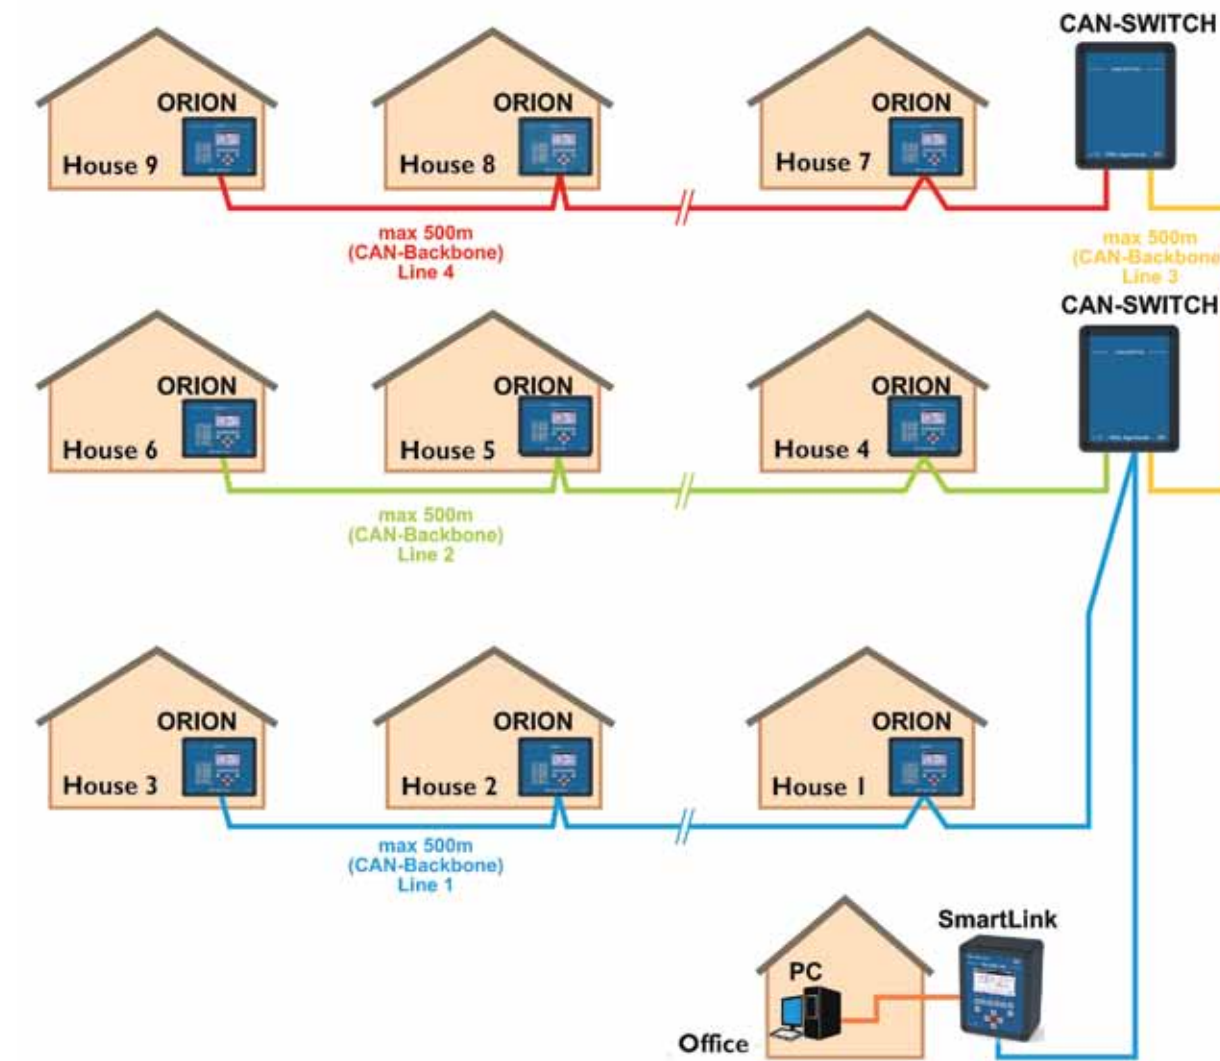 CAN-SWITCH
ORION
ORION
ORION
House 9
House 8
House 7
max 500m
(CAN-Backbone)
Line 4
max 500m
(CAN-Backbone
Line 3
CAN-SWITCH
ORION
ORION
ORION
House 6
House 5
House 4
max 500m
(CAN-Backbone)
Line 2
ORION
ORION
ORION
House 3
House 2
House 1
max 500m
(CAN-Backbone)
Line 1
SmartLink
PC
Office